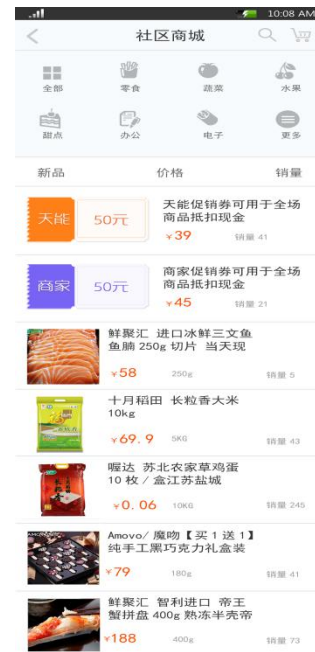 10:08 AM
社区商城
全部
零食
蔬菜
水果
甜点
办公
电子
更多
新品
价格
销量
天能
50元
天能促销券可用于全场
商品抵扣现金
¥39
销量 41
商家
50元
商家促销券可用于全场
商品抵扣现金
¥45
销量 21
鲜聚汇 进口冰鲜三文鱼
鱼腩 250g 切片 当天现
¥58
250g
销量 5
十月稻田 长粒香大米
10kg
¥69.9
5KG
销量 43
喔达 苏北农家草鸡蛋
10 枚 / 盒江苏盐城
¥0.06
10KG
销量 245
Amovo/ 魔吻【买 1 送 1】
纯手工黑巧克力礼盒装
¥79
180g
销量 41
鲜聚汇 智利进口 帝王
蟹拼盘 400g 熟冻半壳帝
¥188
400g
销量 73